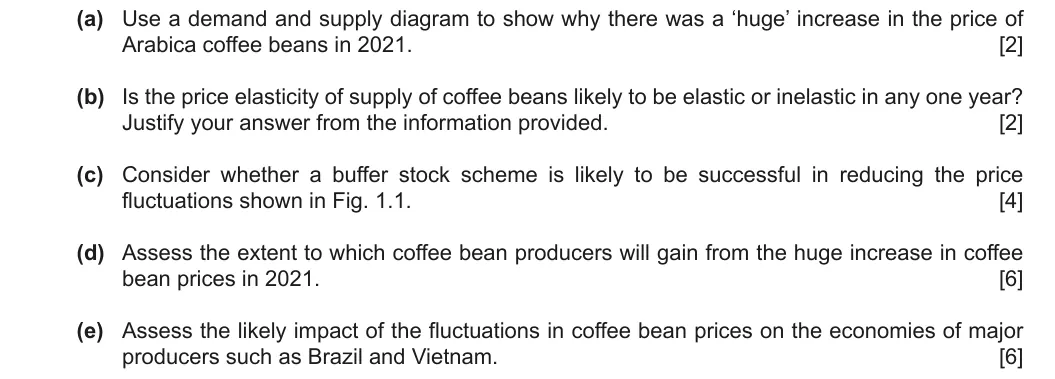 (a) Use a demand and supply diagram to show why there was a ‘huge’ increase in the price of
Arabica coffee beans in 2021. [2]
(b) Is the price elasticity of supply of coffee beans likely to be elastic or inelastic in any one year?
Justify your answer from the information provided. [2]
(c) Consider whether a buffer stock scheme is likely to be successful in reducing the price
fluctuations shown in Fig. 1.1. [4]
(d) Assess the extent to which coffee bean producers will gain from the huge increase in coffee
bean prices in 2021. [6]
(e) Assess the likely impact of the fluctuations in coffee bean prices on the economies of major
producers such as Brazil and Vietnam. [6]